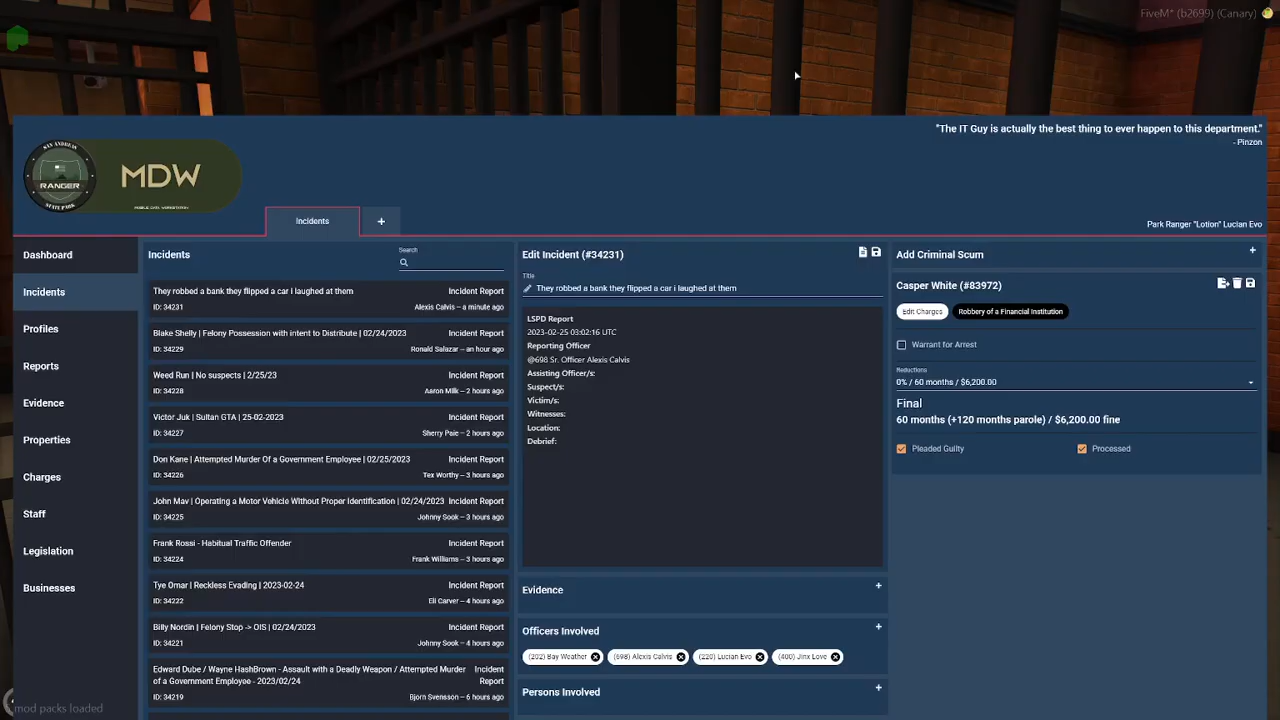 FiveM* (b2699) (Canary)
"The IT Guy is actually the best thing to ever happen to this department."
- Pinzon
SAN ANDREAS
RANGER
STATE PARK
MDW
MOBILE DATA WORKSTATION
Incidents
+
Park Ranger "Lotion" Lucian Evo
Dashboard
Incidents
Profiles
Reports
Evidence
Properties
Charges
Staff
Legislation
Businesses
Incidents
Search
They robbed a bank they flipped a car i laughed at them Incident Report
ID: 34231 Alexis Calvis – a minute ago
Blake Shelly | Felony Possession with intent to Distribute | 02/24/2023 Incident Report
ID: 34229 Ronald Salazar – an hour ago
Weed Run | No suspects | 2/25/23 Incident Report
ID: 34228 Aaron Milk – 2 hours ago
Victor Juk | Sultan GTA | 25-02-2023 Incident Report
ID: 34227 Sherry Paie – 2 hours ago
Don Kane | Attempted Murder Of a Government Employee | 02/25/2023 Incident Report
ID: 34226 Tex Worthy – 3 hours ago
John Mav | Operating a Motor Vehicle Without Proper Identification | 02/24/2023 Incident Report
ID: 34225 Johnny Sook – 3 hours ago
Frank Rossi - Habitual Traffic Offender Incident Report
ID: 34224 Frank Williams – 3 hours ago
Tye Omar | Reckless Evading | 2023-02-24 Incident Report
ID: 34222 Eli Carver – 4 hours ago
Billy Nordin | Felony Stop -> OIS | 02/24/2023 Incident Report
ID: 34221 Johnny Sook – 4 hours ago
Edward Dube / Wayne HashBrown - Assault with a Deadly Weapon / Attempted Murder Incident
of a Government Employee - 2023/02/24 Report
ID: 34219 Bjorn Svensson – 6 hours ago
mod packs loaded
Edit Incident (#34231)
Title
They robbed a bank they flipped a car i laughed at them
LSPD Report
2023-02-25 03:02:16 UTC
Reporting Officer
@698 Sr. Officer Alexis Calvis
Assisting Officer/s:
Suspect/s:
Victim/s:
Witnesses:
Location:
Debrief:
Evidence +
Officers Involved +
(202) Bay Weather (698) Alexis Calvis (220) Lucian Evo (400) Jinx Love
Persons Involved +
Add Criminal Scum +
Casper White (#83972)
Edit Charges Robbery of a Financial Institution
Warrant for Arrest
Reductions
0% / 60 months / $6,200.00
Final
60 months (+120 months parole) / $6,200.00 fine
Pleaded Guilty Processed